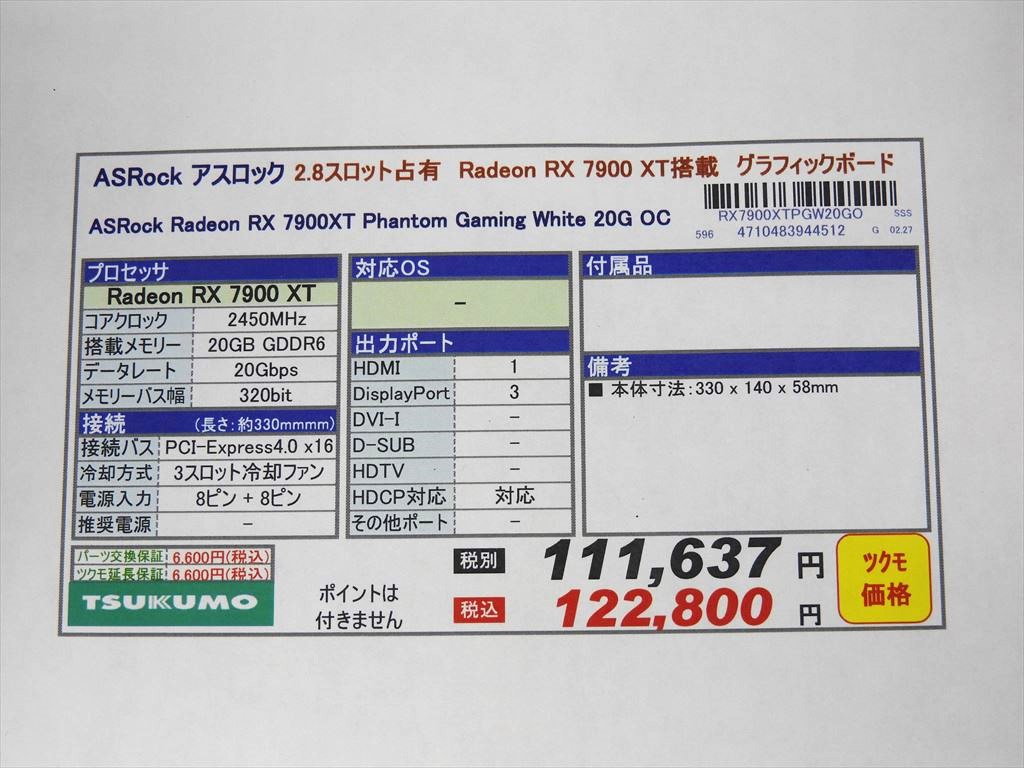 ASRock アスロック 2.8スロット占有 Radeon RX 7900 XT搭載 グラフィックボード
RX7900XTPGW20GO SSS
ASRock Radeon RX 7900XT Phantom Gaming White 20G OC
596 4710483944512 G 02.27
プロセッサ
Radeon RX 7900 XT
コアクロック 2450MHz
搭載メモリー 20GB GDDR6
データレート 20Gbps
メモリーバス幅 320bit
接続 (長さ:約330mmmm)
接続バス PCI-Express4.0 x16
冷却方式 3スロット冷却ファン
電源入力 8ピン + 8ピン
推奨電源 -
対応OS
-
出力ポート
HDMI 1
DisplayPort 3
DVI-I -
D-SUB -
HDTV -
HDCP対応 対応
その他ポート -
付属品
備考
■ 本体寸法:330 x 140 x 58mm
パーツ交換保証 6,600円(税込)
ツクモ延長保証 6,600円(税込)
TSUKUMO
ポイントは
付きません
税別 111,637 円
税込 122,800 円
ツクモ
価格